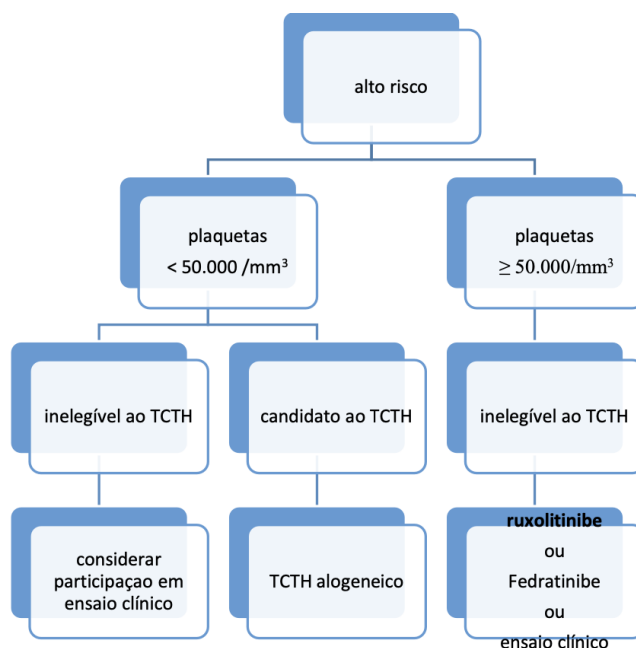 alto risco
plaquetas
< 50.000 /mm³
plaquetas
≥ 50.000/mm³
inelegível ao TCTH
candidato ao TCTH
inelegível ao TCTH
considerar
participaçao em
ensaio clínico
TCTH alogeneico
ruxolitinibe
ou
Fedratinibe
ou
ensaio clínico